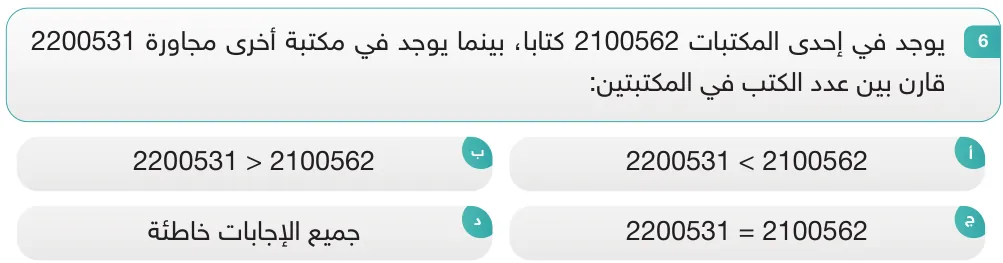 6
يوجد في إحدى المكتبات 2100562 كتابا، بينما يوجد في مكتبة أخرى مجاورة 2200531
قارن بين عدد الكتب في المكتبتين:
أ
2200531 < 2100562
ب
2200531 > 2100562
ج
2200531 = 2100562
د
جميع الإجابات خاطئة